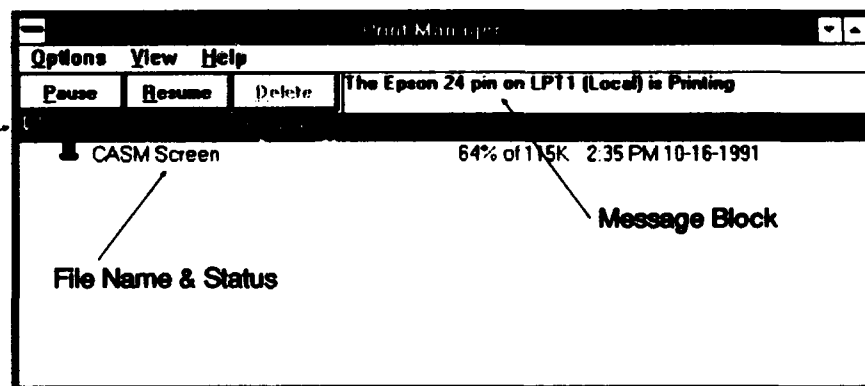 Print Manager
Options View Help
Pause Resume Delete The Epson 24 pin on LPT1 (Local) is Printing
CASM Screen 64% of 115K 2:35 PM 10-16-1991
Message Block
File Name & Status